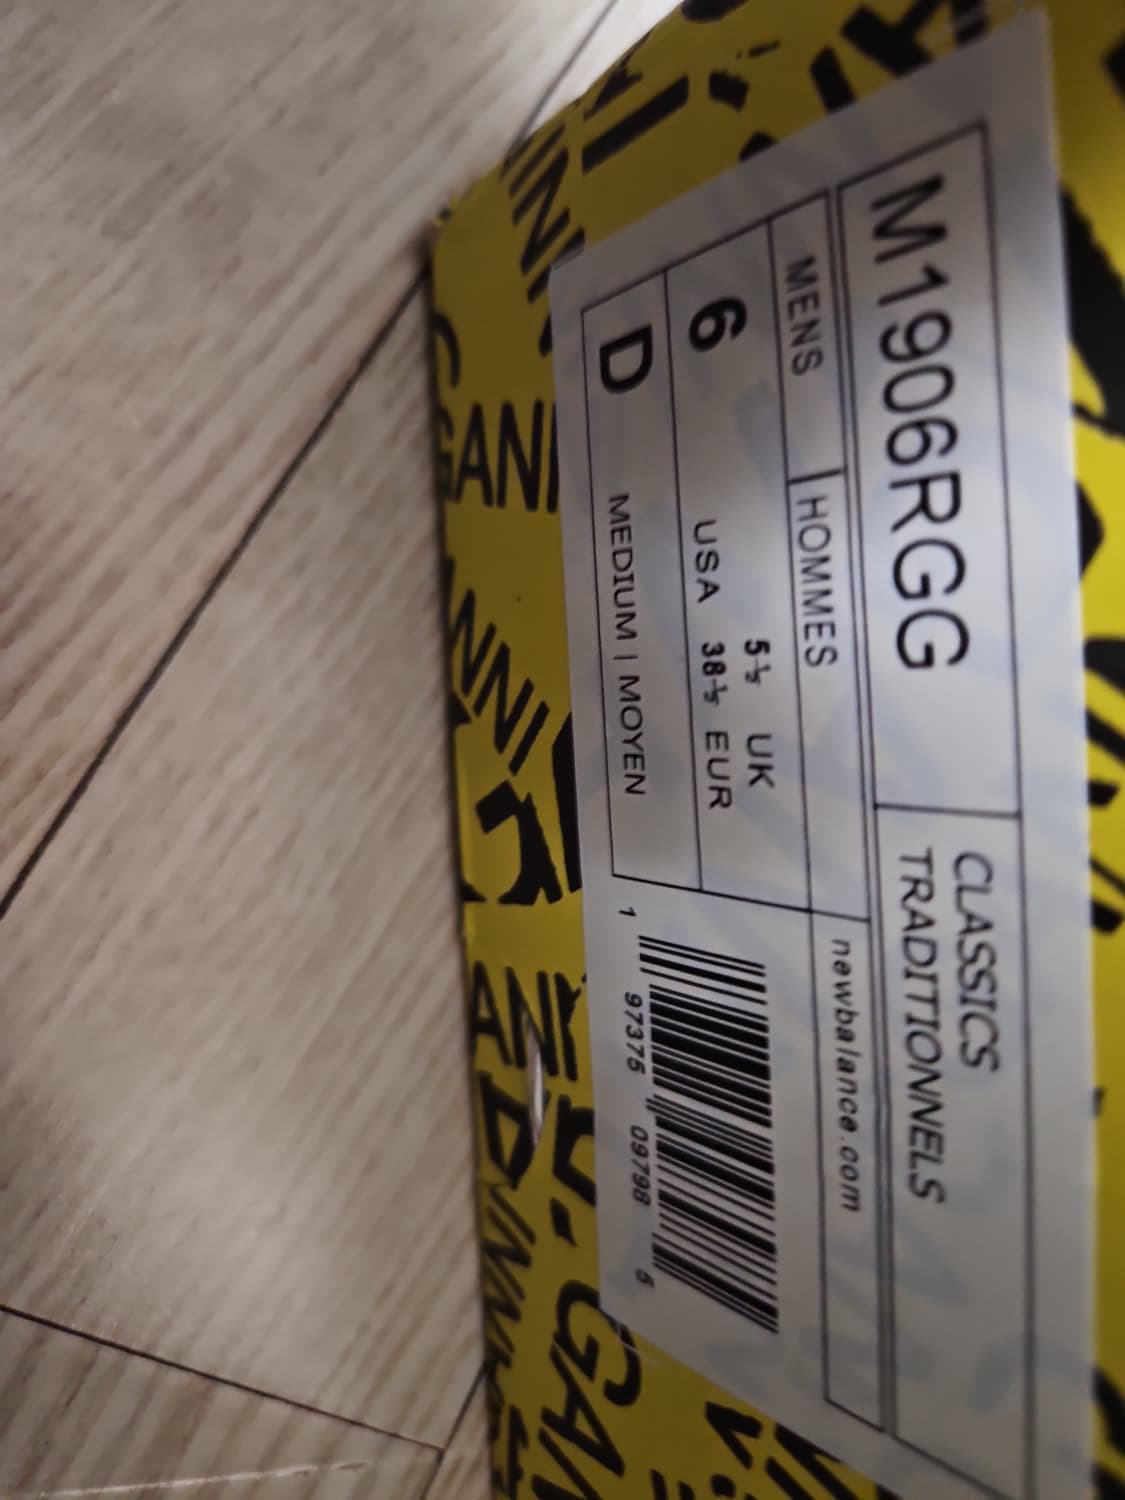 M1906RGG
CLASSICS
TRADITIONNELS
MENS | HOMMES
newbalance.com
6 USA
5½ UK
38½ EUR
D MEDIUM | MOYEN
1 97375 09798 6
GANNI
ANNI
GANNI